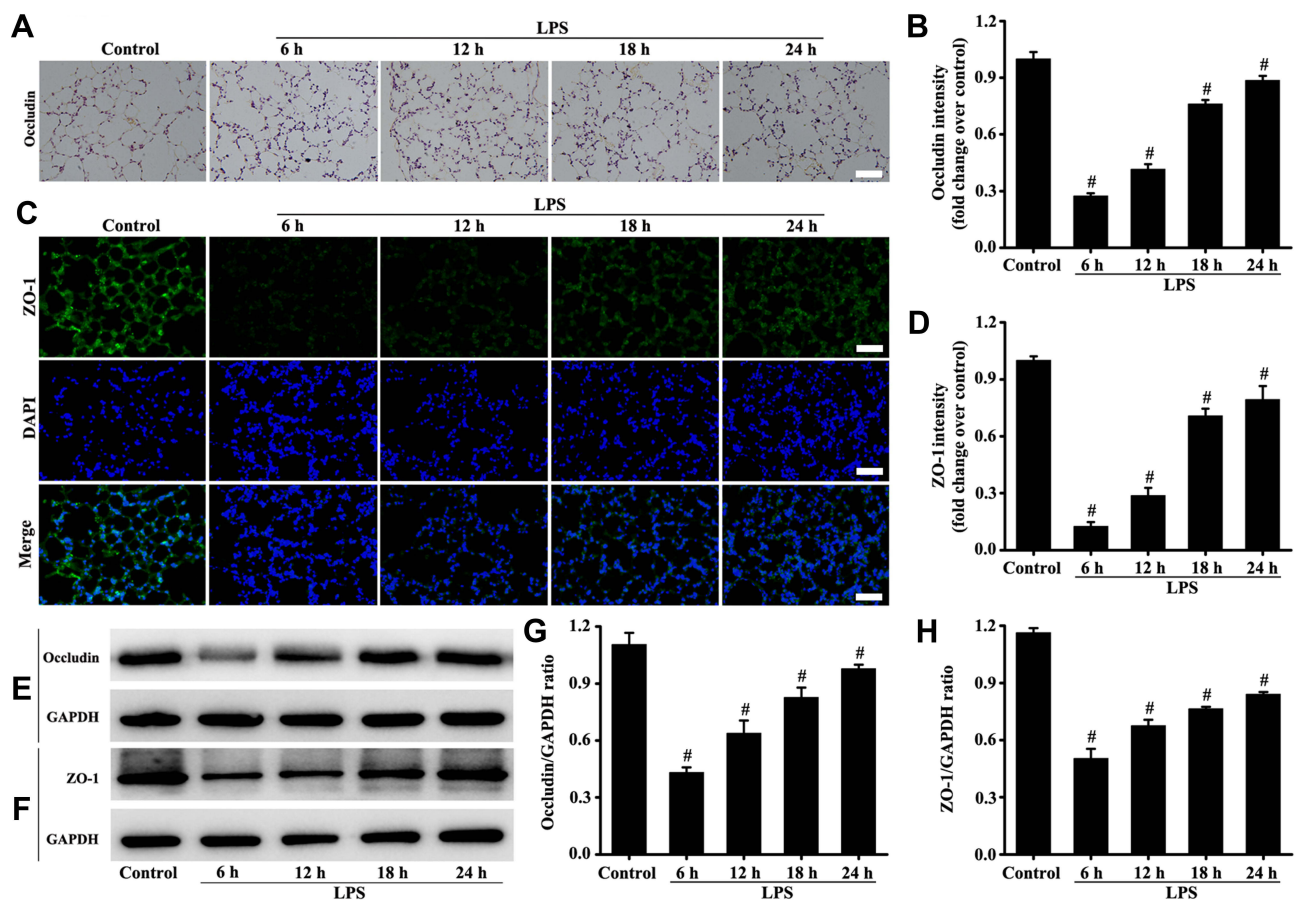 A
LPS
Control 6 h 12 h 18 h 24 h
Occludin
B
Occludin intensity
(fold change over control)
1.2
0.9
0.6
0.3
0.0
# # # #
Control 6 h 12 h 18 h 24 h
LPS
C
LPS
Control 6 h 12 h 18 h 24 h
ZO-1
DAPI
Merge
D
ZO-1 intensity
(fold change over control)
1.2
0.9
0.6
0.3
0.0
# # # #
Control 6 h 12 h 18 h 24 h
LPS
E
Occludin
GAPDH
F
ZO-1
GAPDH
Control 6 h 12 h 18 h 24 h
LPS
G
Occludin/GAPDH ratio
1.2
0.9
0.6
0.3
0.0
# # # #
Control 6 h 12 h 18 h 24 h
LPS
H
ZO-1/GAPDH ratio
1.2
0.9
0.6
0.3
0.0
# # # #
Control 6 h 12 h 18 h 24 h
LPS